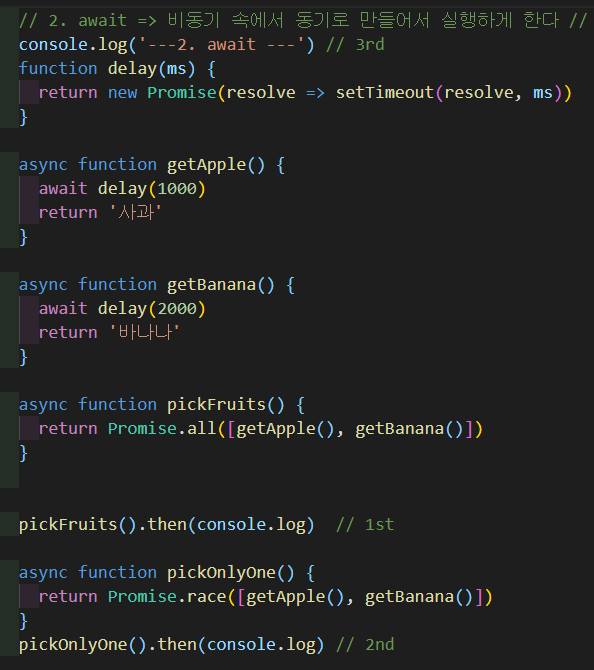 // 2. await => 비동기 속에서 동기로 만들어서 실행하게 한다 //
console.log('---2. await ---') // 3rd
function delay(ms) {
  return new Promise(resolve => setTimeout(resolve, ms))
}
async function getApple() {
  await delay(1000)
  return '사과'
}
async function getBanana() {
  await delay(2000)
  return '바나나'
}
async function pickFruits() {
  return Promise.all([getApple(), getBanana()])
}
pickFruits().then(console.log)  // 1st
async function pickOnlyOne() {
  return Promise.race([getApple(), getBanana()])
}
pickOnlyOne().then(console.log) // 2nd